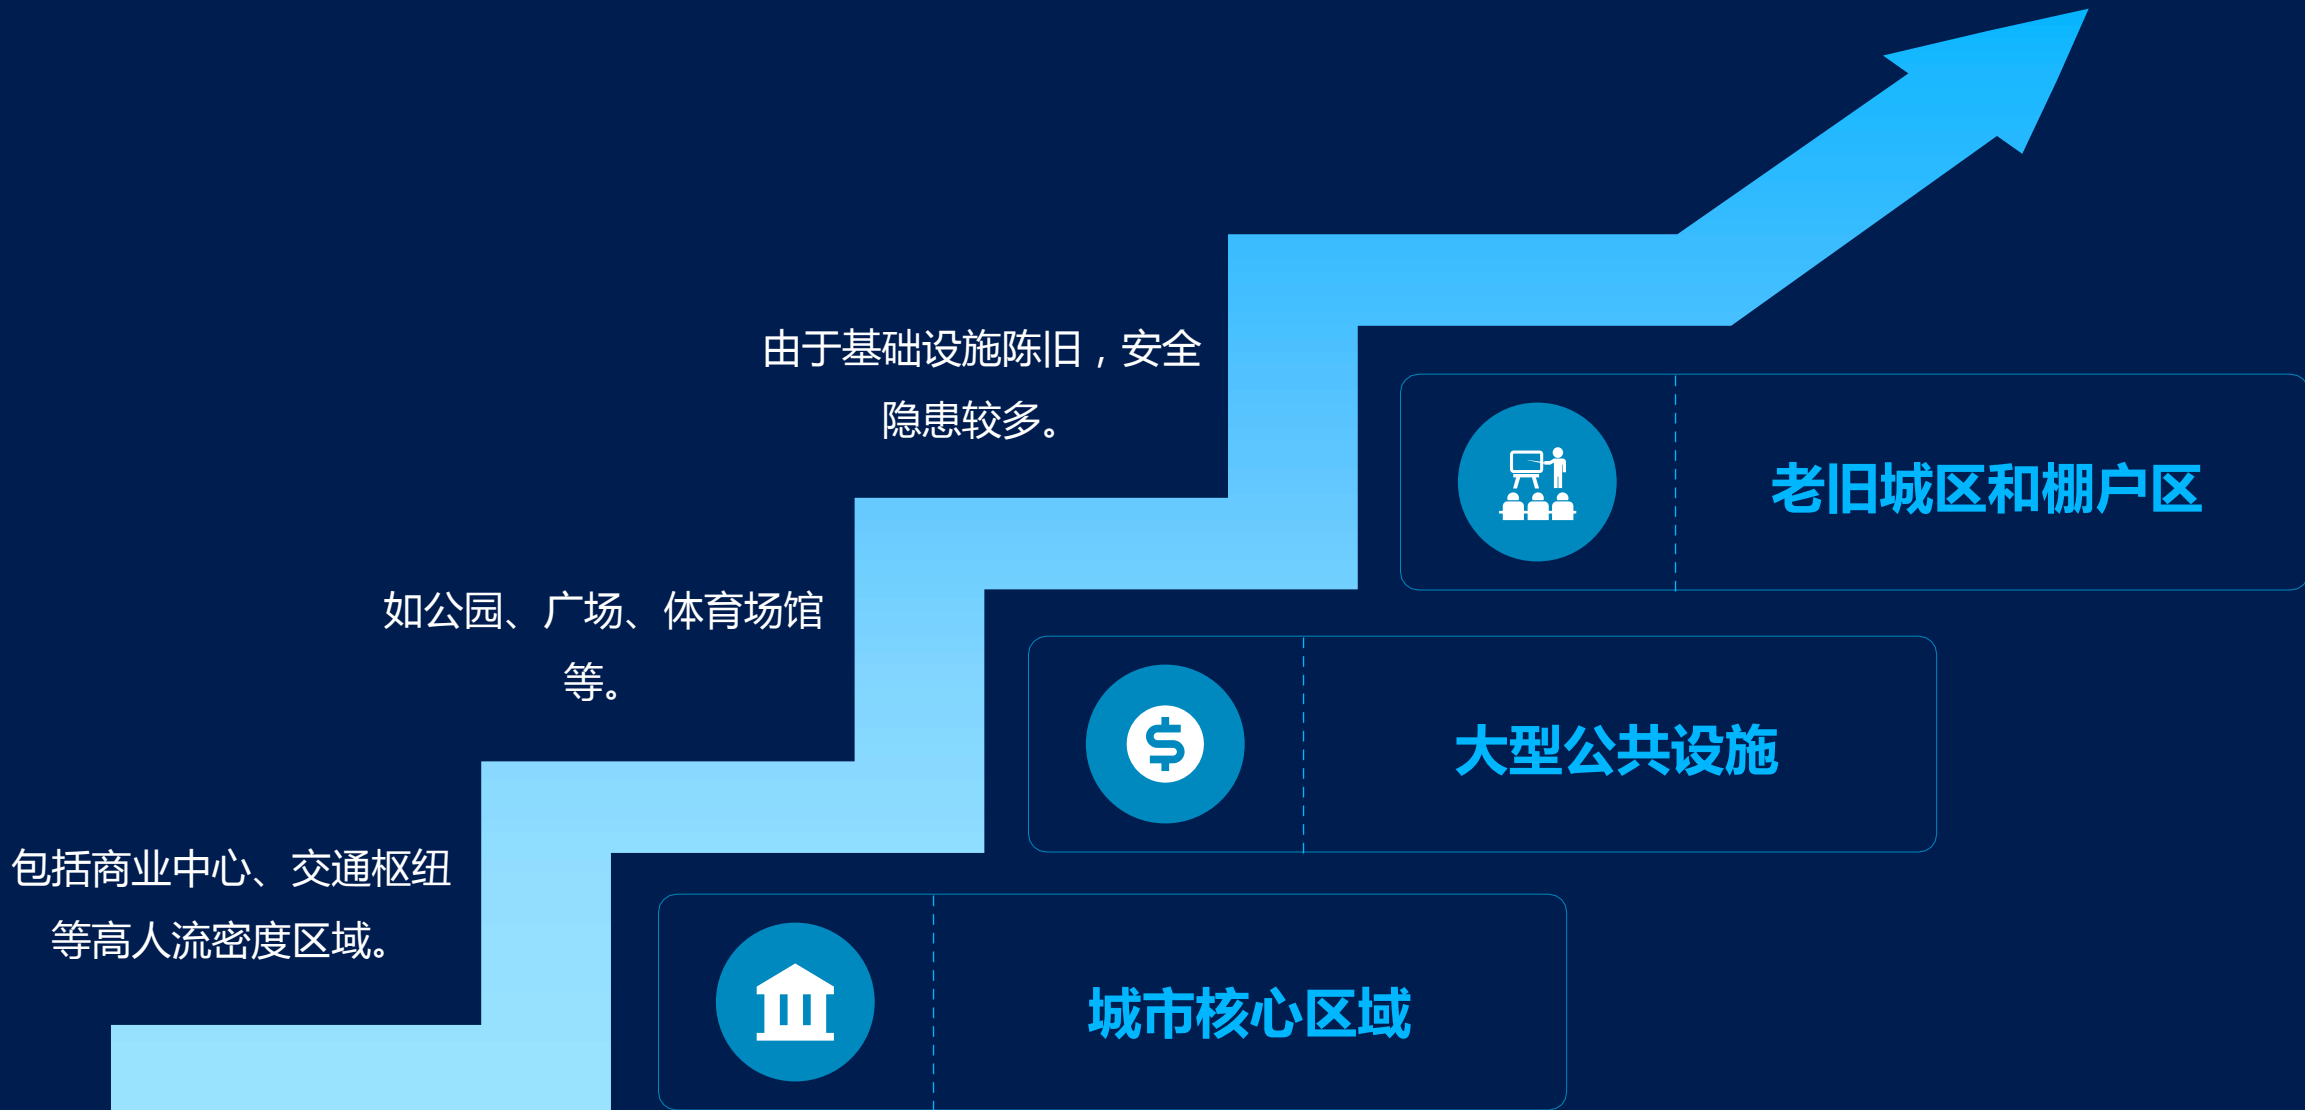 由于基础设施陈旧，安全
隐患较多。
老旧城区和棚户区
如公园、广场、体育场馆
等。
大型公共设施
包括商业中心、交通枢纽
等高人流密度区域。
城市核心区域